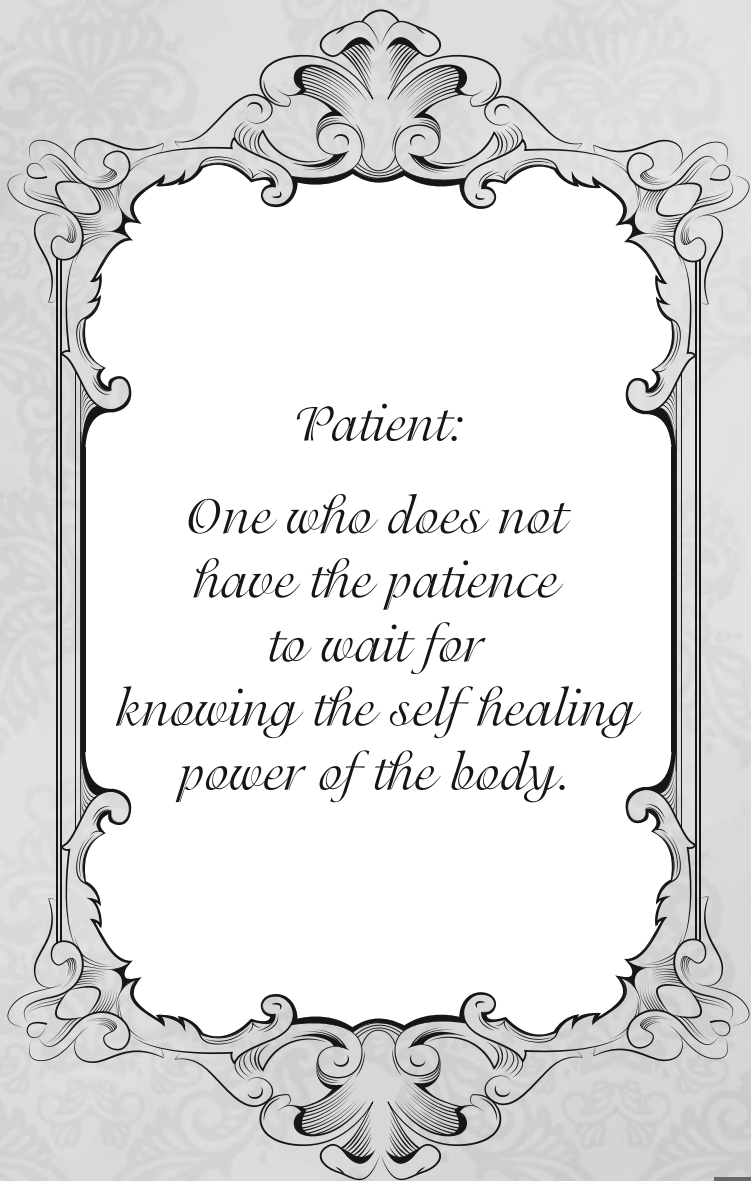 Patient:
One who does not
have the patience
to wait for
knowing the self healing
power of the body.